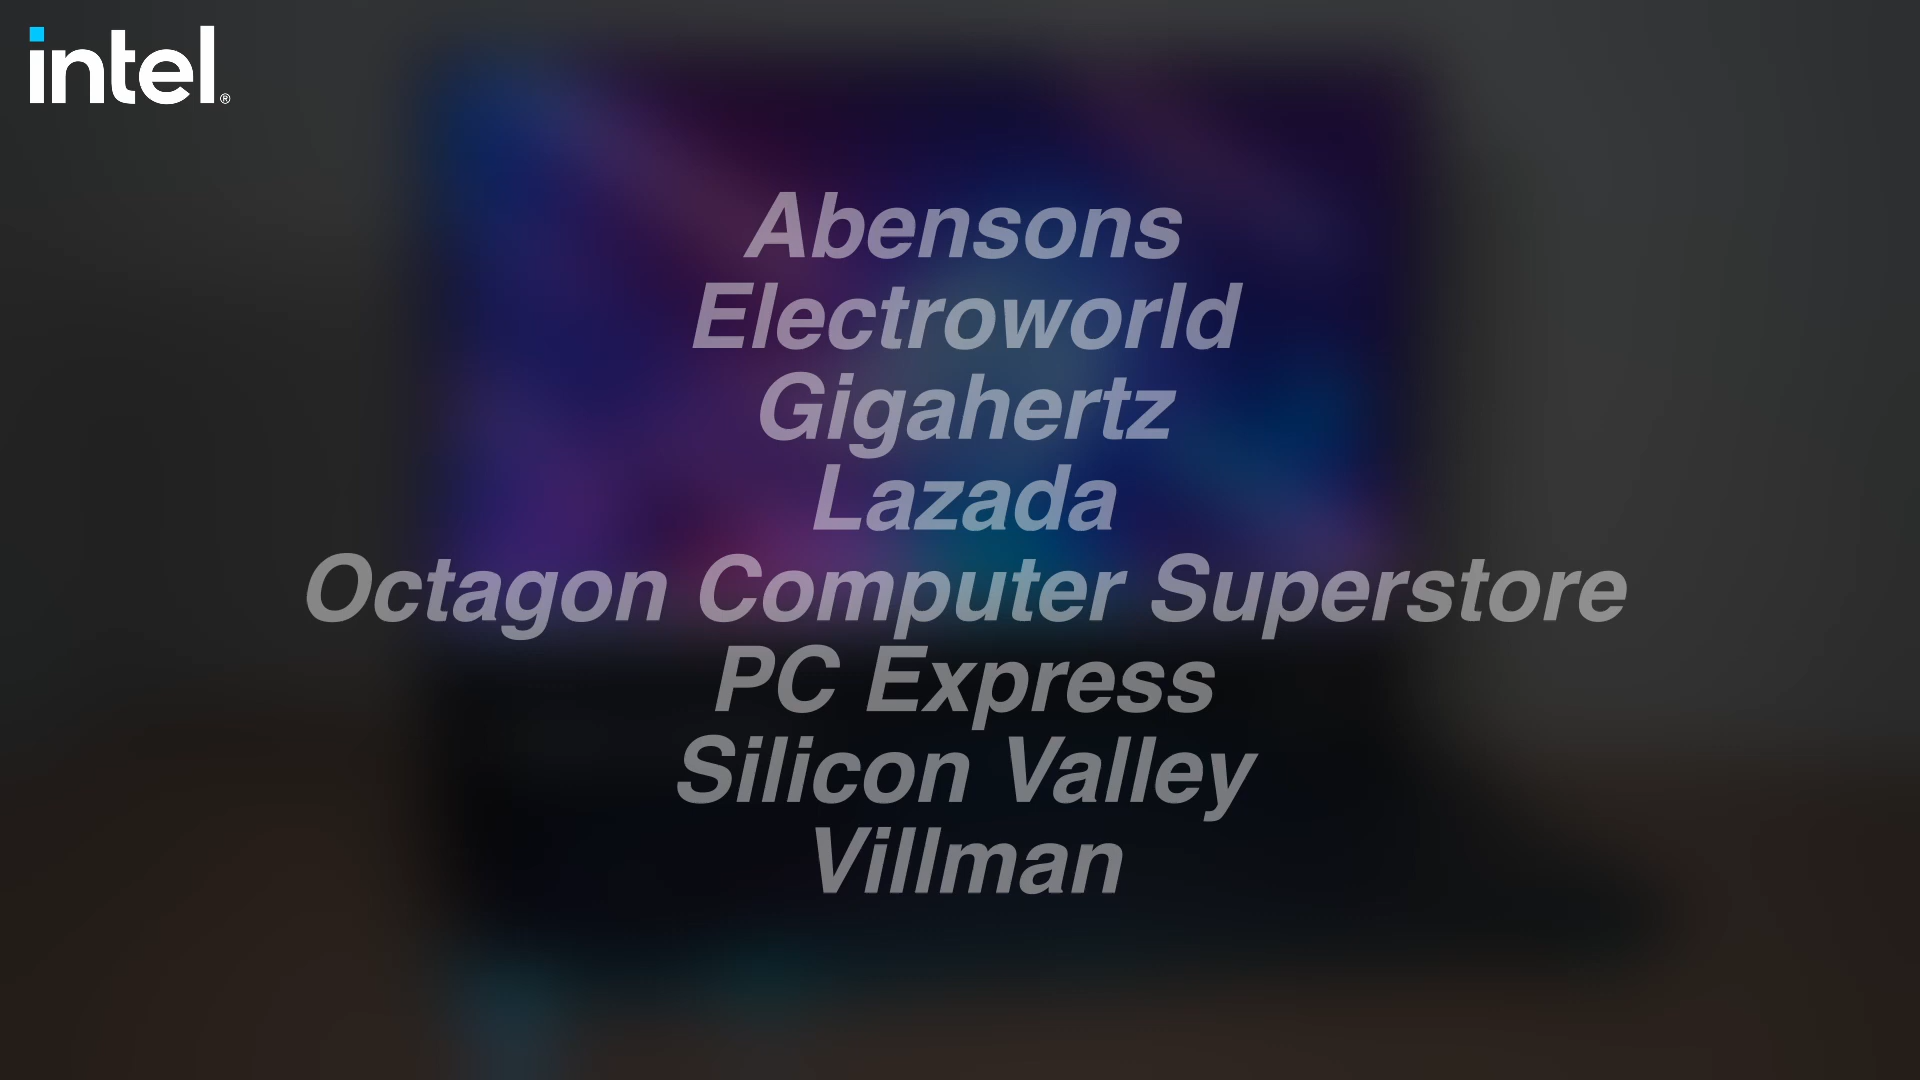 intel®
Abensons
Electroworld
Gigahertz
Lazada
Octagon Computer Superstore
PC Express
Silicon Valley
Villman